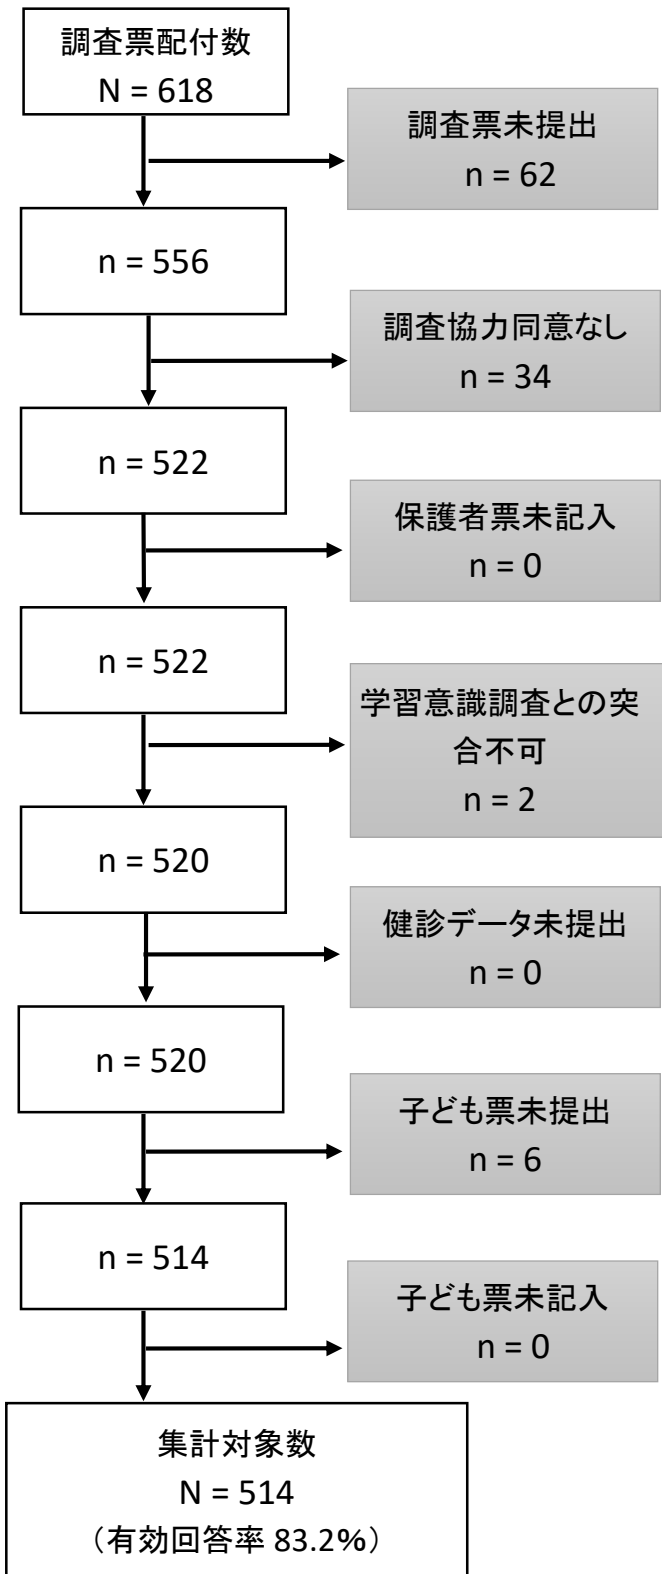 調査票配付数
N = 618
調査票未提出
n = 62
n = 556
調査協力同意なし
n = 34
n = 522
保護者票未記入
n = 0
n = 522
学習意識調査との突
合不可
n = 2
n = 520
健診データ未提出
n = 0
n = 520
子ども票未提出
n = 6
n = 514
子ども票未記入
n = 0
集計対象数
N = 514
（有効回答率 83.2%）